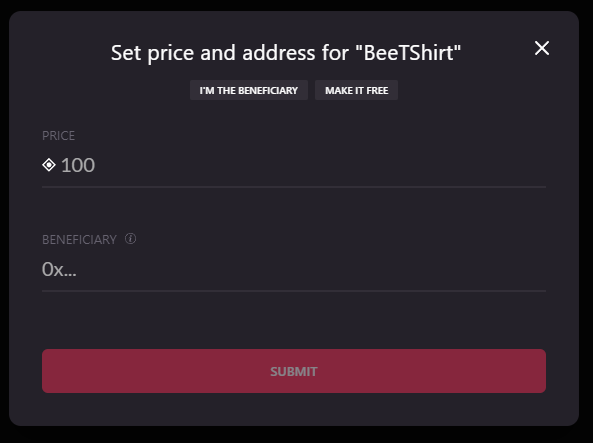 Set price and address for "BeeTShirt"
I'M THE BENEFICIARY MAKE IT FREE
PRICE
100
BENEFICIARY
0x...
SUBMIT